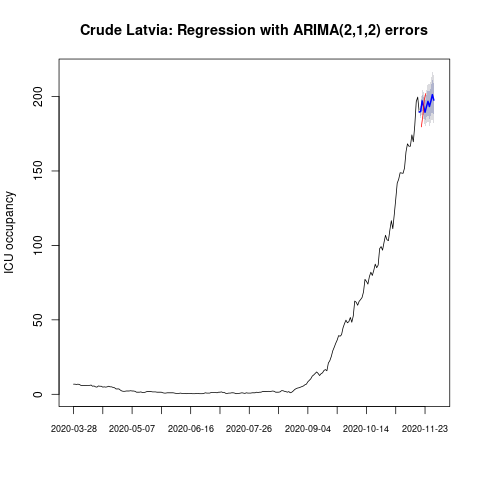 Crude Latvia: Regression with ARIMA(2,1,2) errors
ICU occupancy
200
150
100
50
0
2020-03-28 2020-05-07 2020-06-16 2020-07-26 2020-09-04 2020-10-14 2020-11-23